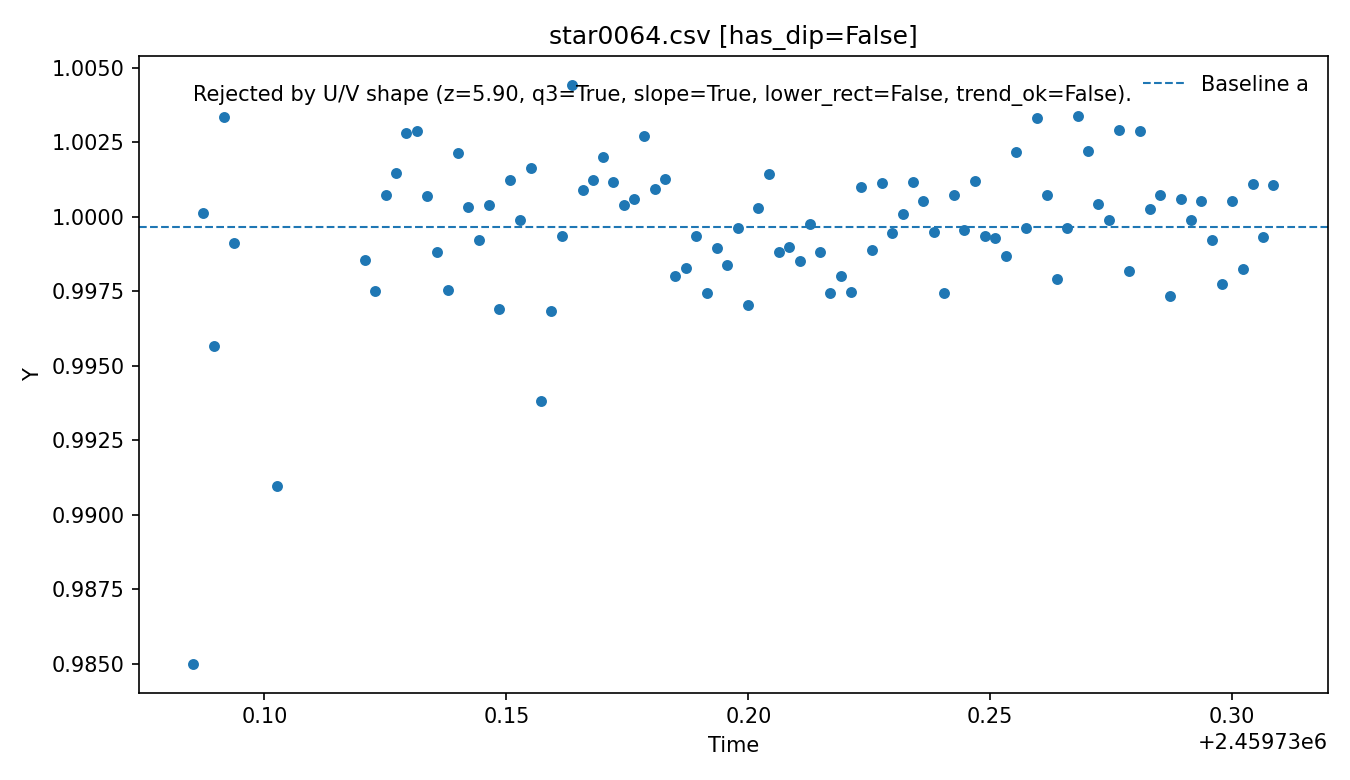 star0064.csv [has_dip=False]
Rejected by U/V shape (z=5.90, q3=True, slope=True, lower_rect=False, trend_ok=False).
Baseline a
1.0050
1.0025
1.0000
0.9975
0.9950
0.9925
0.9900
0.9875
0.9850
Y
0.10 0.15 0.20 0.25 0.30
Time
+2.45973e6